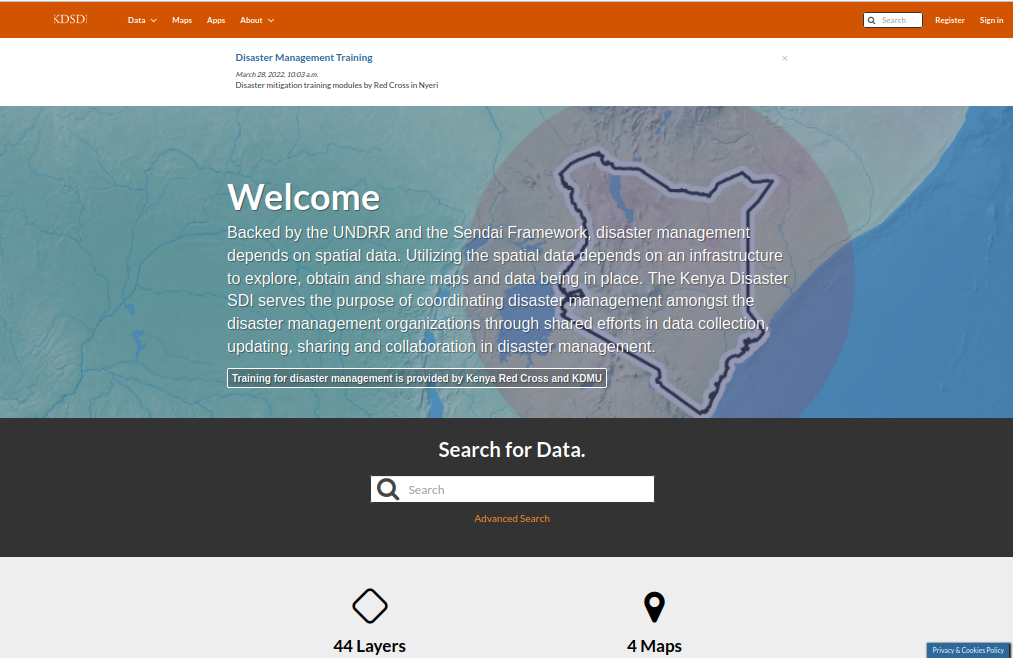 KDSDI Data Maps Apps About Search Register Sign in
Disaster Management Training ×
March 28, 2022, 10:03 a.m.
Disaster mitigation training modules by Red Cross in Nyeri
Welcome
Backed by the UNDRR and the Sendai Framework, disaster management
depends on spatial data. Utilizing the spatial data depends on an infrastructure
to explore, obtain and share maps and data being in place. The Kenya Disaster
SDI serves the purpose of coordinating disaster management amongst the
disaster management organizations through shared efforts in data collection,
updating, sharing and collaboration in disaster management.
Training for disaster management is provided by Kenya Red Cross and KDMU
Search for Data.
Search
Advanced Search
44 Layers 4 Maps
Privacy & Cookies Policy